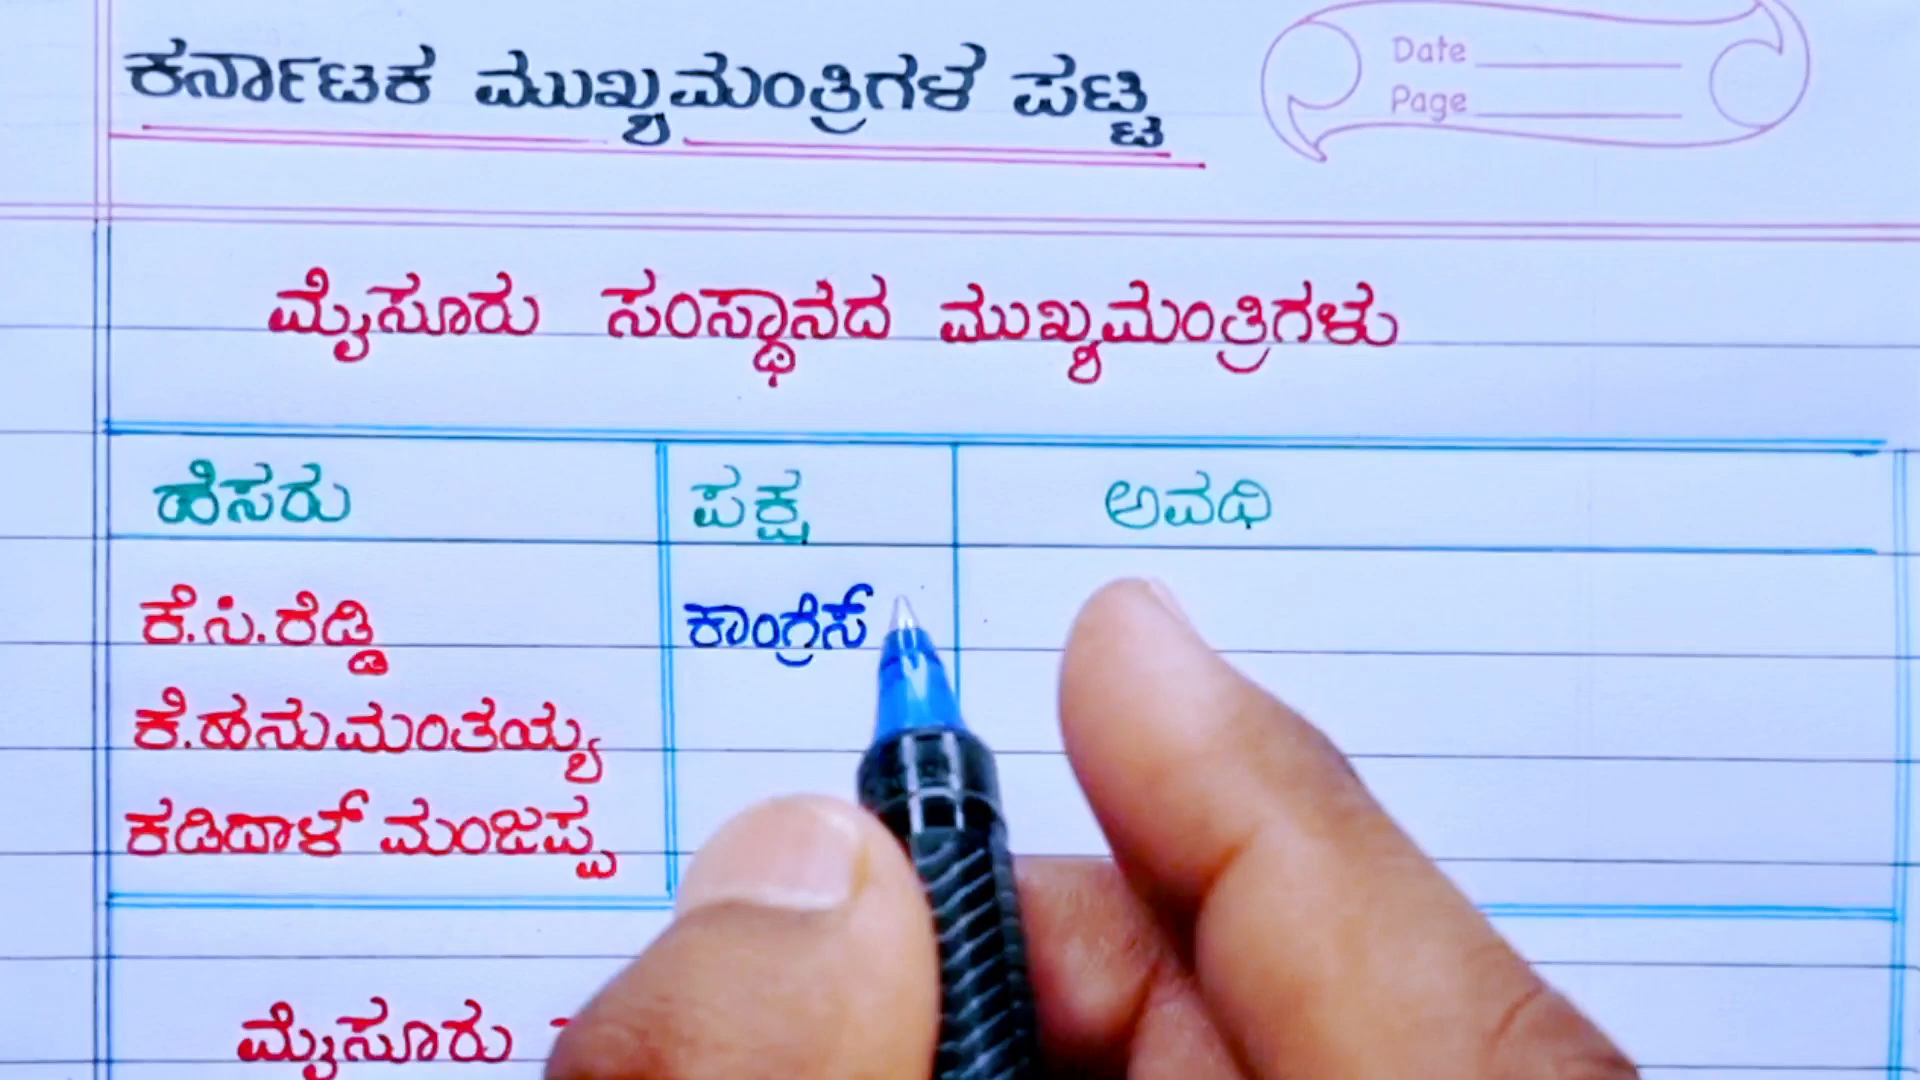 ಕರ್ನಾಟಕ ಮುಖ್ಯಮಂತ್ರಿಗಳ ಪಟ್ಟಿ
Date
Page
ಮೈಸೂರು ಸಂಸ್ಥಾನದ ಮುಖ್ಯಮಂತ್ರಿಗಳು
ಹೆಸರು ಪಕ್ಷ ಅವಧಿ
ಕೆ.ಸಿ.ರೆಡ್ಡಿ ಕಾಂಗ್ರೆಸ್
ಕೆ.ಹನುಮಂತಯ್ಯ
ಕಡಿದಾಳ್ ಮಂಜಪ್ಪ
ಮೈಸೂರು